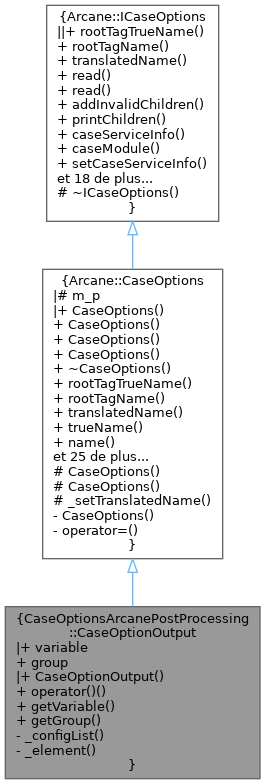 {Arcane::ICaseOptions
||+ rootTagTrueName()
+ rootTagName()
+ translatedName()
+ read()
+ read()
+ addInvalidChildren()
+ printChildren()
+ caseServiceInfo()
+ caseModule()
+ setCaseServiceInfo()
et 18 de plus...
# ~ICaseOptions()
}
{Arcane::CaseOptions
|# m_p
|+ CaseOptions()
+ CaseOptions()
+ CaseOptions()
+ CaseOptions()
+ ~CaseOptions()
+ rootTagTrueName()
+ rootTagName()
+ translatedName()
+ trueName()
+ name()
et 25 de plus...
# CaseOptions()
# CaseOptions()
# _setTranslatedName()
- CaseOptions()
- operator=()
}
{CaseOptionsArcanePostProcessing
::CaseOptionOutput
|+ variable
+ group
|+ CaseOptionOutput()
+ operator()()
+ getVariable()
+ getGroup()
- _configList()
- _element()
}